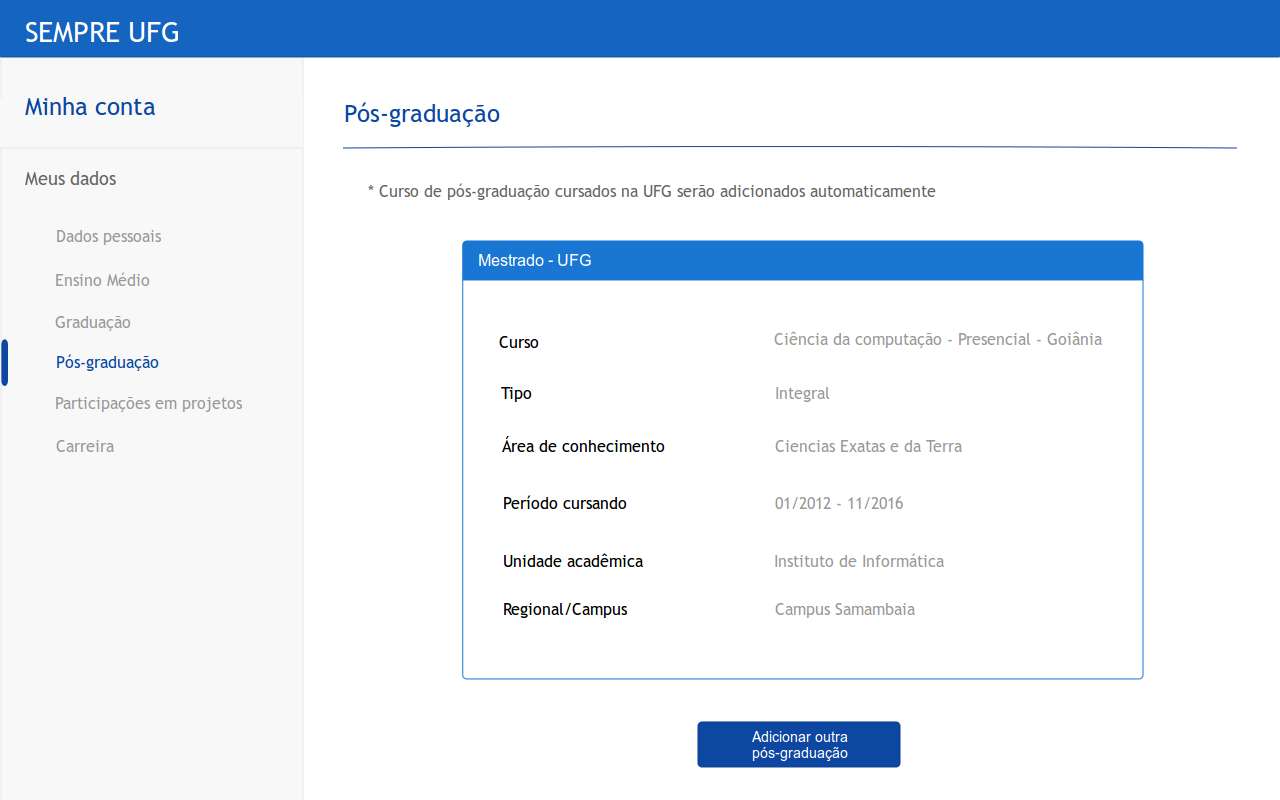 SEMPRE UFG
Minha conta
Meus dados
Dados pessoais
Ensino Médio
Graduação
Pós-graduação
Participações em projetos
Carreira
Pós-graduação
* Curso de pós-graduação cursados na UFG serão adicionados automaticamente
Mestrado - UFG
Curso Ciência da computação - Presencial - Goiânia
Tipo Integral
Área de conhecimento Ciencias Exatas e da Terra
Período cursando 01/2012 - 11/2016
Unidade acadêmica Instituto de Informática
Regional/Campus Campus Samambaia
Adicionar outra
pós-graduação